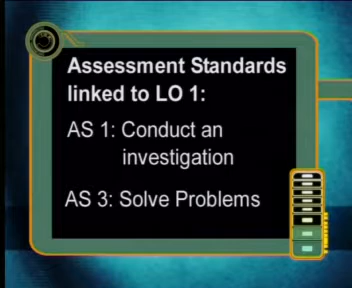 Assessment Standards
linked to LO 1:
AS 1: Conduct an
investigation
AS 3: Solve Problems